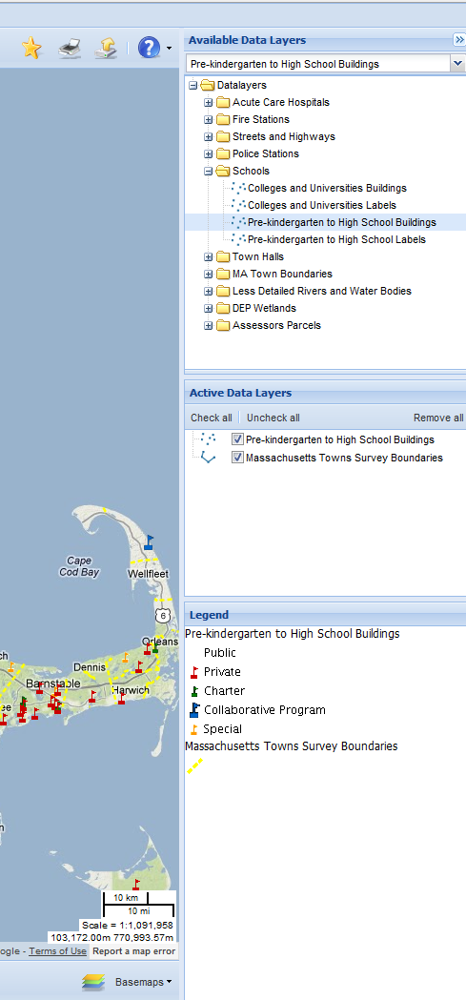 Available Data Layers
Pre-kindergarten to High School Buildings
Datalayers
Acute Care Hospitals
Fire Stations
Streets and Highways
Police Stations
Schools
Colleges and Universities Buildings
Colleges and Universities Labels
Pre-kindergarten to High School Buildings
Pre-kindergarten to High School Labels
Town Halls
MA Town Boundaries
Less Detailed Rivers and Water Bodies
DEP Wetlands
Assessors Parcels
Active Data Layers
Check all Uncheck all Remove all
Pre-kindergarten to High School Buildings
Massachusetts Towns Survey Boundaries
Cape
Cod Bay
Wellfleet
6
Orleans
Dennis
Barnstable
Harwich
Legend
Pre-kindergarten to High School Buildings
Public
Private
Charter
Collaborative Program
Special
Massachusetts Towns Survey Boundaries
10 km
10 mi
Scale = 1:1,091,958
103,172.00m 770,993.57m
ogle - Terms of Use Report a map error
Basemaps